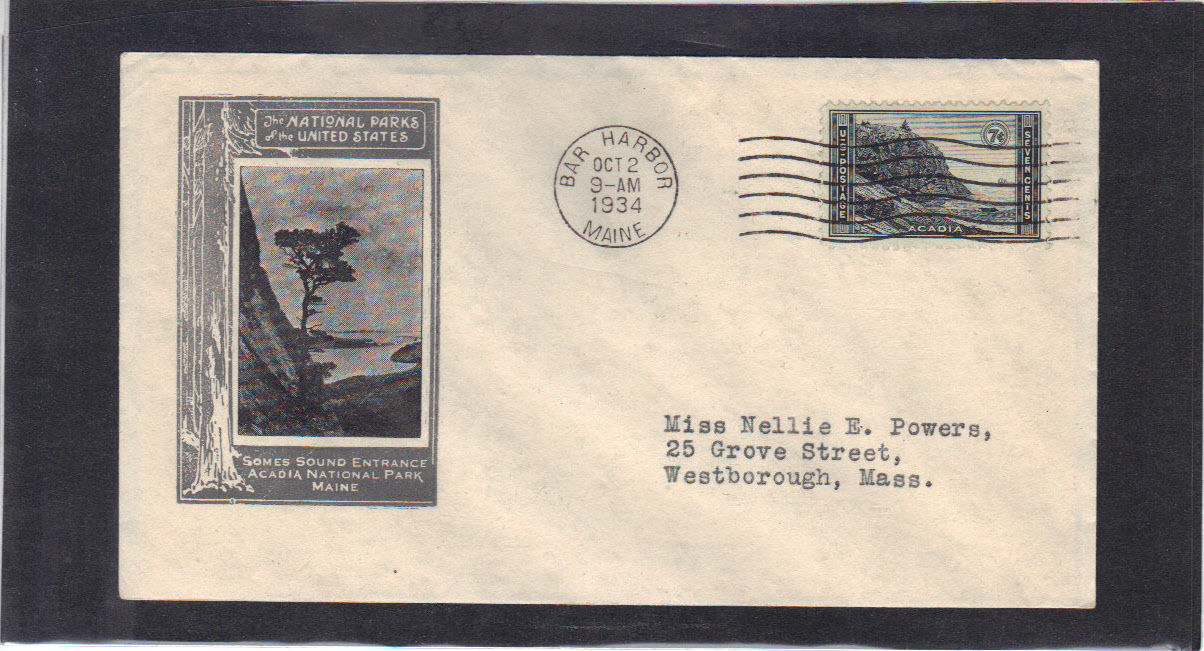 The NATIONAL PARKS
of the UNITED STATES
SOMES SOUND ENTRANCE
ACADIA NATIONAL PARK
MAINE
BAR HARBOR
OCT 2
9-AM
1934
MAINE
U·S·POSTAGE
7¢
SEVEN CENTS
ACADIA
Miss Nellie E. Powers,
25 Grove Street,
Westborough, Mass.